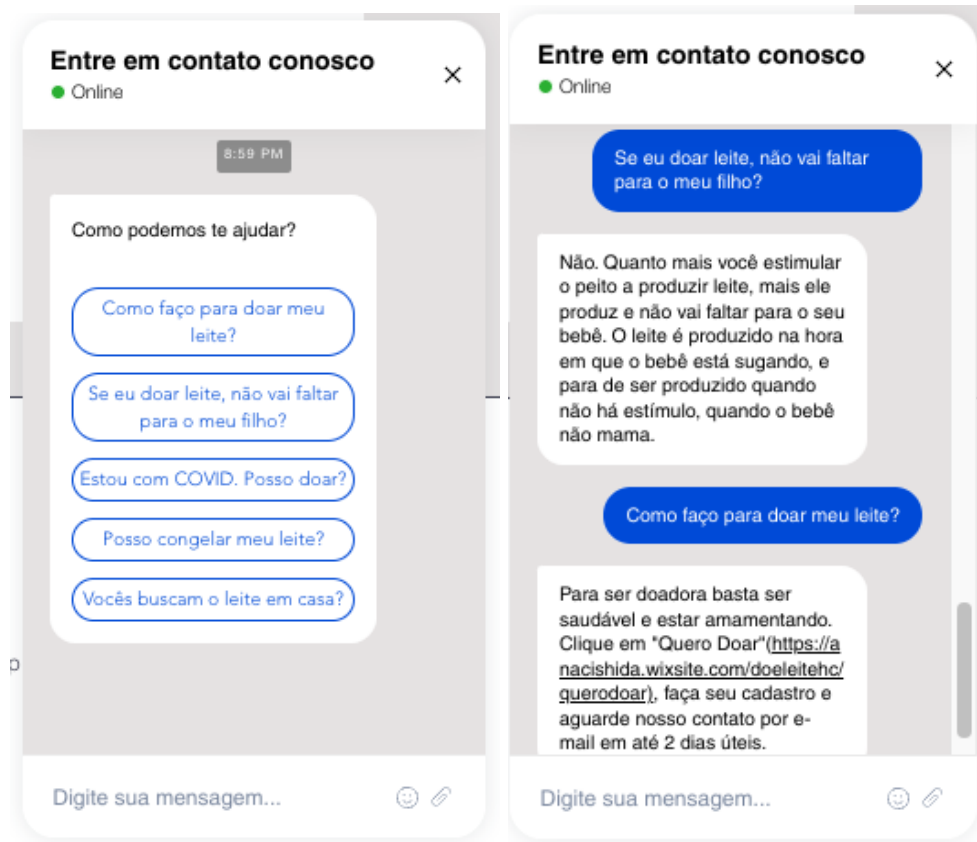 Entre em contato conosco
Online
8:59 PM
Como podemos te ajudar?
Como faço para doar meu
leite?
Se eu doar leite, não vai faltar
para o meu filho?
Estou com COVID. Posso doar?
Posso congelar meu leite?
Vocês buscam o leite em casa?
p
Digite sua mensagem...
Entre em contato conosco
Online
Se eu doar leite, não vai faltar
para o meu filho?
Não. Quanto mais você estimular
o peito a produzir leite, mais ele
produz e não vai faltar para o seu
bebê. O leite é produzido na hora
em que o bebê está sugando, e
para de ser produzido quando
não há estímulo, quando o bebê
não mama.
Como faço para doar meu leite?
Para ser doadora basta ser
saudável e estar amamentando.
Clique em "Quero Doar"(https://a
nacishida.wixsite.com/doeleitehc/
querodoar), faça seu cadastro e
aguarde nosso contato por e-
mail em até 2 dias úteis.
Digite sua mensagem...